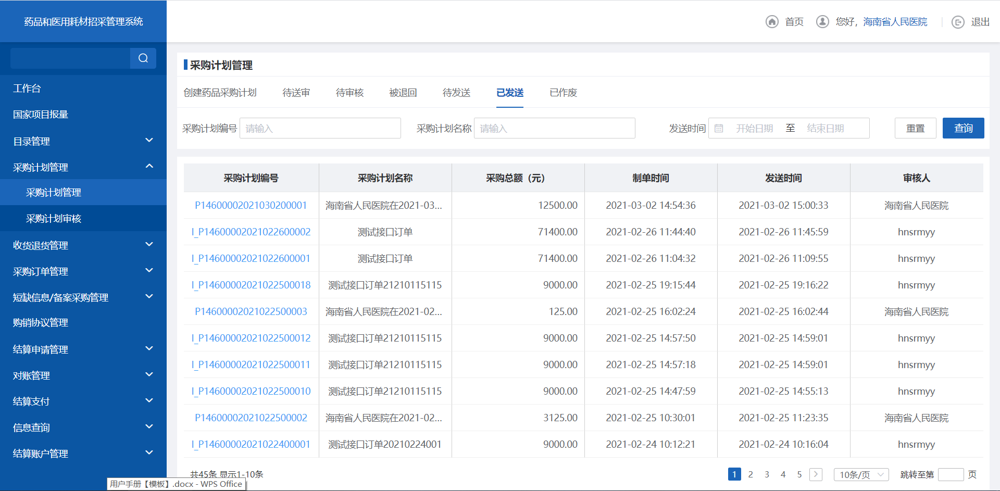 药品和医用耗材招采管理系统
首页 您好，海南省人民医院 退出
工作台
国家项目报量
目录管理
采购计划管理
采购计划管理
采购计划审核
收货退货管理
采购订单管理
短缺信息/备案采购管理
购销协议管理
结算申请管理
对账管理
结算支付
信息查询
结算账户管理
采购计划管理
创建药品采购计划 待送审 待审核 被退回 待发送 已发送 已作废
采购计划编号 请输入 采购计划名称 请输入 发送时间 开始日期 至 结束日期 重置 查询
采购计划编号 采购计划名称 采购总额（元） 制单时间 发送时间 审核人
P14600002021030200001 海南省人民医院在2021-03... 12500.00 2021-03-02 14:54:36 2021-03-02 15:00:33 海南省人民医院
I_P14600002021022600002 测试接口订单 71400.00 2021-02-26 11:44:40 2021-02-26 11:45:59 hnsrmyy
I_P14600002021022600001 测试接口订单 71400.00 2021-02-26 11:04:32 2021-02-26 11:09:55 hnsrmyy
I_P14600002021022500018 测试接口订单21210115115 9000.00 2021-02-25 19:15:44 2021-02-25 19:16:22 hnsrmyy
P14600002021022500003 海南省人民医院在2021-02... 125.00 2021-02-25 16:02:24 2021-02-25 16:02:44 海南省人民医院
I_P14600002021022500012 测试接口订单21210115115 9000.00 2021-02-25 14:57:50 2021-02-25 14:59:01 hnsrmyy
I_P14600002021022500011 测试接口订单21210115115 9000.00 2021-02-25 14:57:18 2021-02-25 14:59:01 hnsrmyy
I_P14600002021022500010 测试接口订单21210115115 9000.00 2021-02-25 14:47:59 2021-02-25 14:55:13 hnsrmyy
P14600002021022500002 海南省人民医院在2021-02... 3125.00 2021-02-25 10:30:01 2021-02-25 11:23:35 海南省人民医院
I_P14600002021022400001 测试接口订单20210224001 9000.00 2021-02-24 10:12:21 2021-02-24 10:16:04 hnsrmyy
共45条 显示1-10条 1 2 3 4 5 10条/页 跳转至第 页
用户手册【模板】.docx - WPS Office